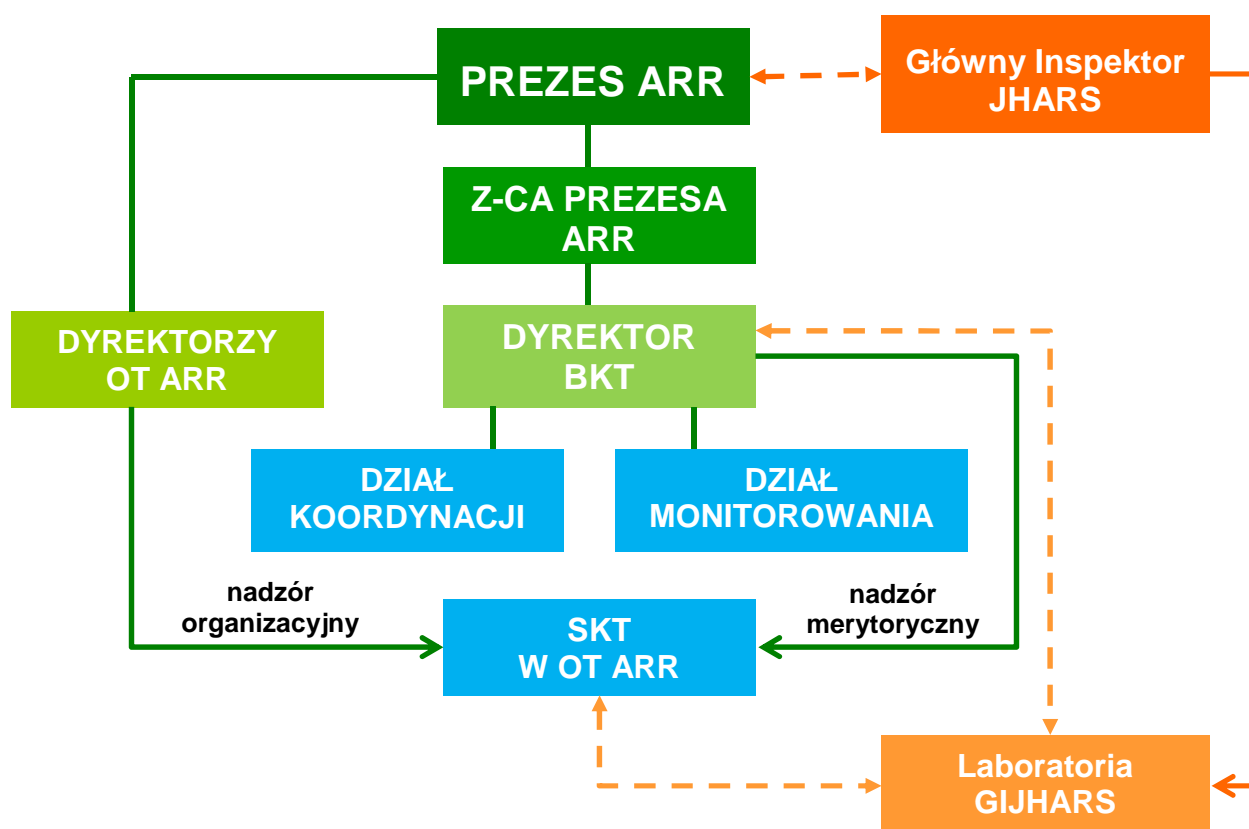 PREZES ARR
Główny Inspektor
JHARS
Z-CA PREZESA
ARR
DYREKTORZY
OT ARR
DYREKTOR
BKT
DZIAŁ
KOORDYNACJI
DZIAŁ
MONITOROWANIA
nadzór
organizacyjny
SKT
W OT ARR
nadzór
merytoryczny
Laboratoria
GIJHARS